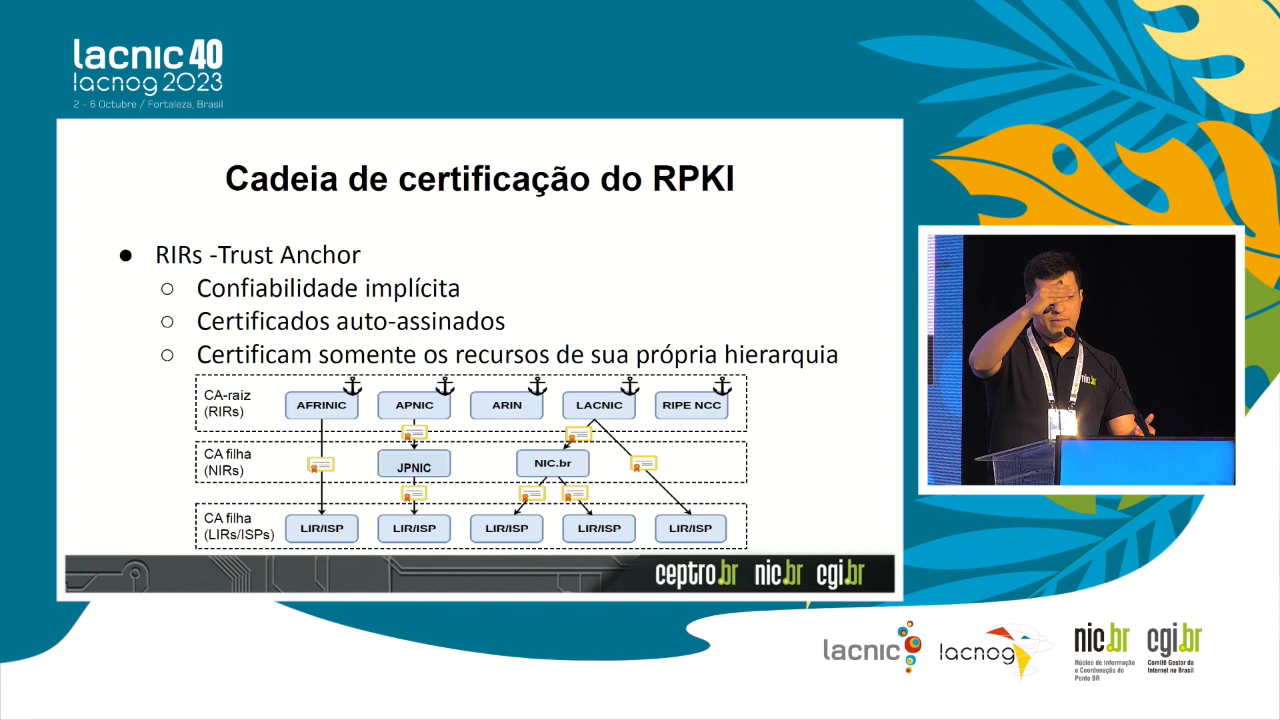 lacnic 40
lacnog 2023
2 - 6 Octubre / Fortaleza, Brasil
Cadeia de certificação do RPKI
● RIRs -Trust Anchor
○ Confiabilidade implícita
○ Certificados auto-assinados
○ Certificam somente os recursos de sua própria hierarquia
CA-raiz
(RIRs)
AFRINIC
APNIC
ARIN
LACNIC
RIPE NCC
CA filha
(NIRs)
JPNIC
NIC.br
CA filha
(LIRs/ISPs)
LIR/ISP
LIR/ISP
LIR/ISP
LIR/ISP
LIR/ISP
ceptro.br nic.br cgi.br
nic.br
lacnic
lacnog
nic.br
Núcleo de Informação
e Coordenação do
Ponto BR
cgi.br
Comitê Gestor da
Internet no Brasil